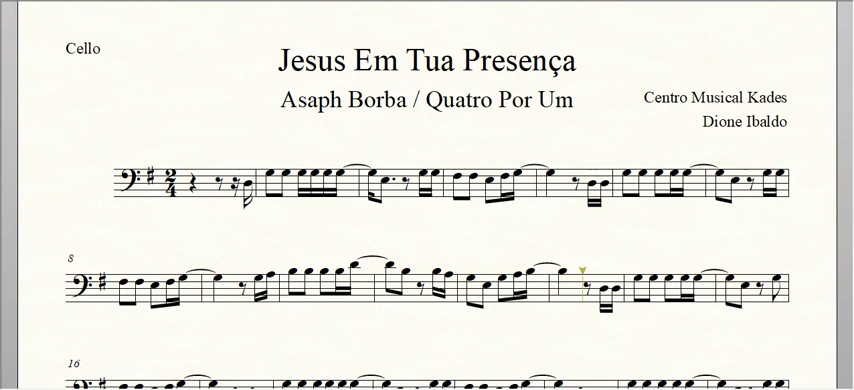 Cello
Jesus Em Tua Presença
Asaph Borba / Quatro Por Um
Centro Musical Kades
Dione Ibaldo
2
4
8
16